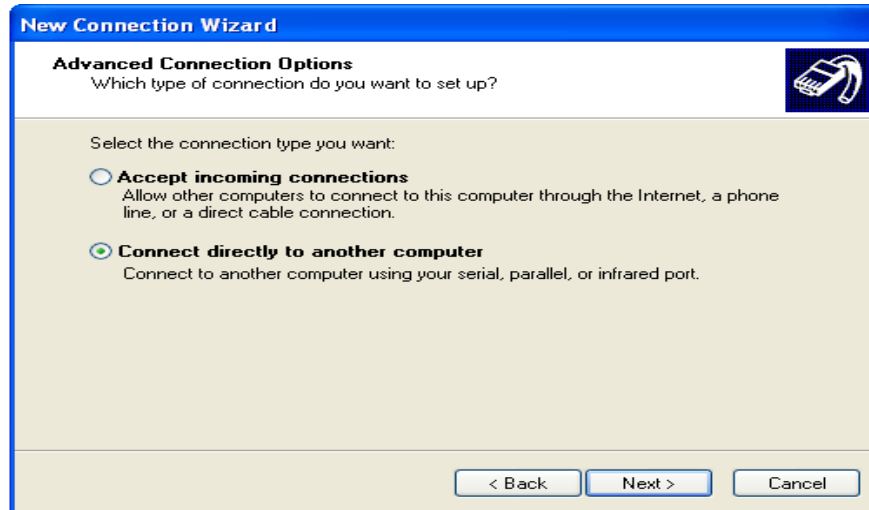 New Connection Wizard
Advanced Connection Options
Which type of connection do you want to set up?
Select the connection type you want:
Accept incoming connections
Allow other computers to connect to this computer through the Internet, a phone
line, or a direct cable connection.
Connect directly to another computer
Connect to another computer using your serial, parallel, or infrared port.
< Back Next > Cancel